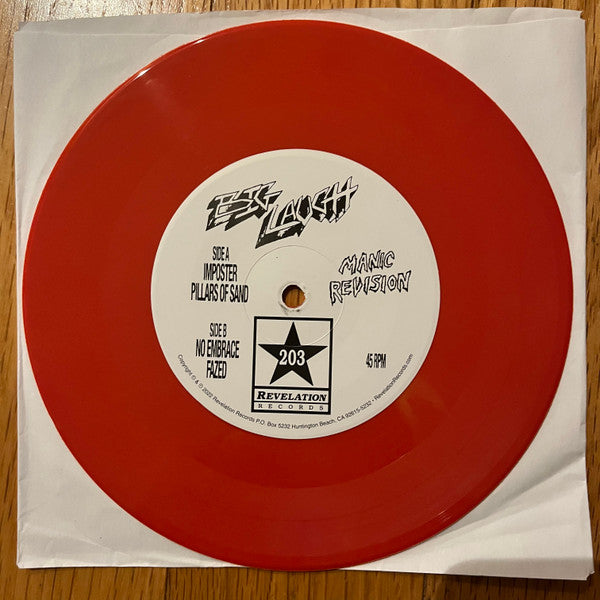 BIG
LAUGH
SIDE A
IMPOSTER
PILLARS OF SAND
MANIC
REVISION
SIDE B
NO EMBRACE
FAZED
203
45 RPM
REVELATION
RECORDS
Copyright © & ℗ 2022 Revelation Records P.O. Box 5232 Huntington Beach, CA 92615-5232 • RevelationRecords.com